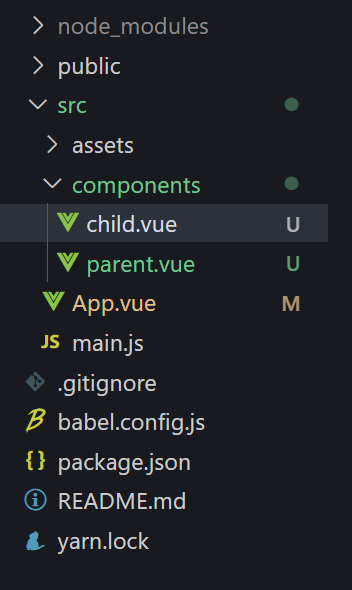 node_modules
public
src
assets
components
child.vue U
parent.vue U
App.vue M
JS main.js
.gitignore
babel.config.js
{} package.json
README.md
yarn.lock